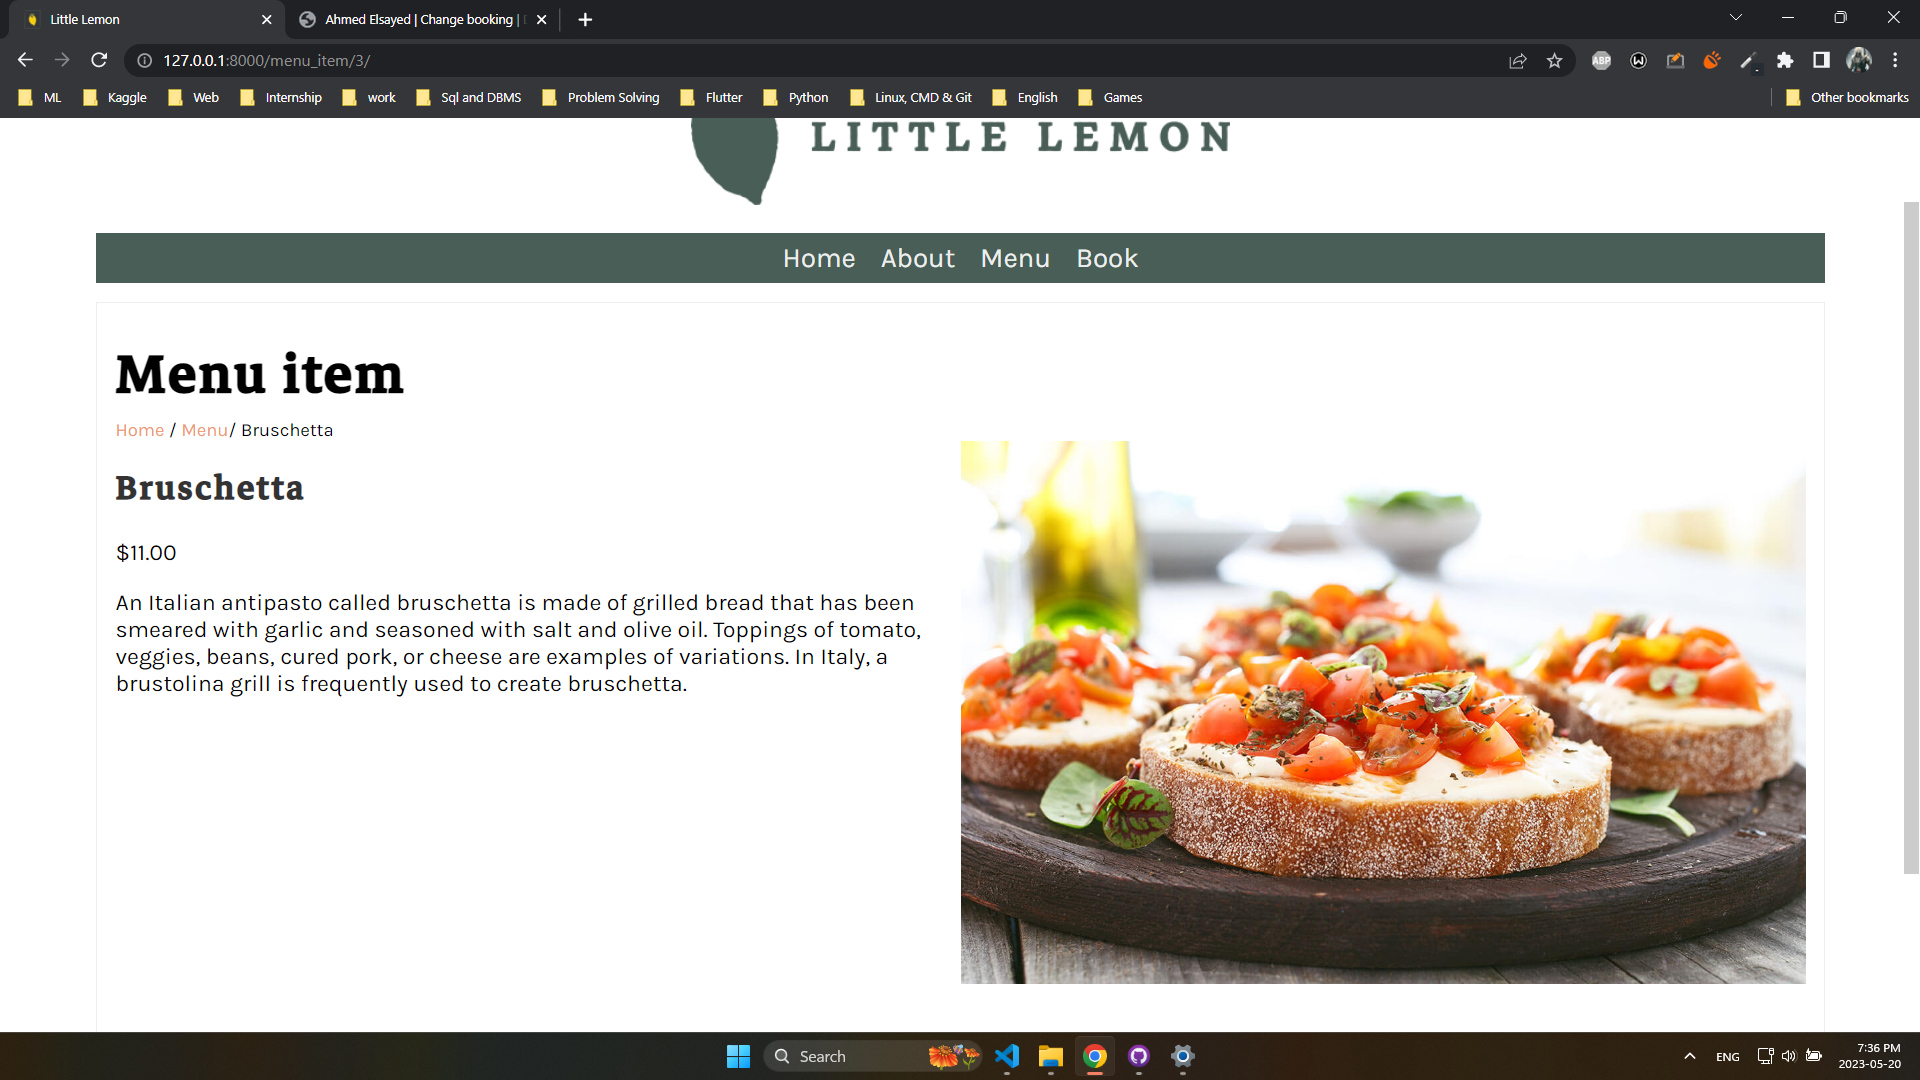 Little Lemon
Ahmed Elsayed | Change booking |
127.0.0.1:8000/menu_item/3/
ABP
ML
Kaggle
Web
Internship
work
Sql and DBMS
Problem Solving
Flutter
Python
Linux, CMD & Git
English
Games
Other bookmarks
LITTLE LEMON
Home About Menu Book
Menu item
Home / Menu/ Bruschetta
Bruschetta
$11.00
An Italian antipasto called bruschetta is made of grilled bread that has been
smeared with garlic and seasoned with salt and olive oil. Toppings of tomato,
veggies, beans, cured pork, or cheese are examples of variations. In Italy, a
brustolina grill is frequently used to create bruschetta.
Search
ENG
7:36 PM
2023-05-20